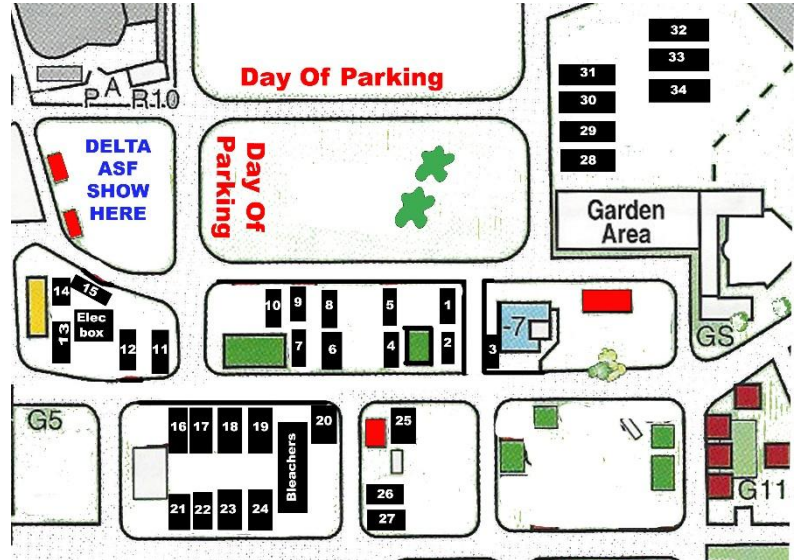 32
33
34
31
30
29
28
Day Of Parking
A
P R10
DELTA
ASF
SHOW
HERE
Day Of
Parking
Garden
Area
14
15
13
Elec
box
12
11
10
9
8
5
1
7
6
4
2
3
-7
GS
G5
16
17
18
19
20
Bleachers
21
22
23
24
25
26
27
G11